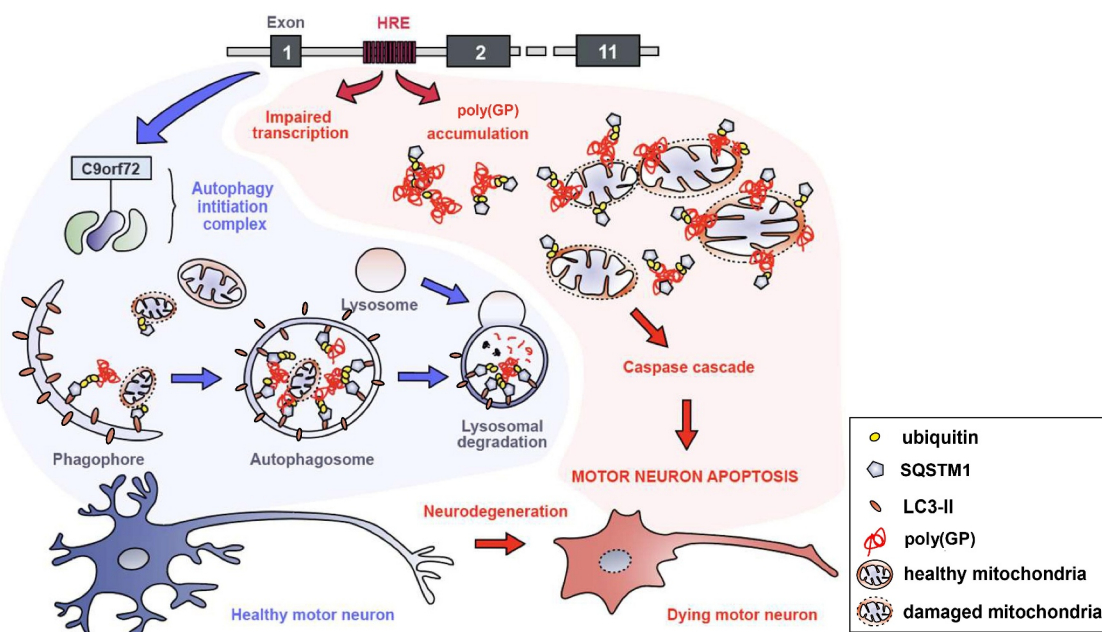 Exon
HRE
1
2
11
Impaired
transcription
poly(GP)
accumulation
C9orf72
Autophagy
intitiation
complex
Lysosome
Caspase cascade
Lysosomal
degradation
Phagophore
Autophagosome
MOTOR NEURON APOPTOSIS
Neurodegeneration
Healthy motor neuron
Dying motor neuron
ubiquitin
SQSTM1
LC3-II
poly(GP)
healthy mitochondria
damaged mitochondria